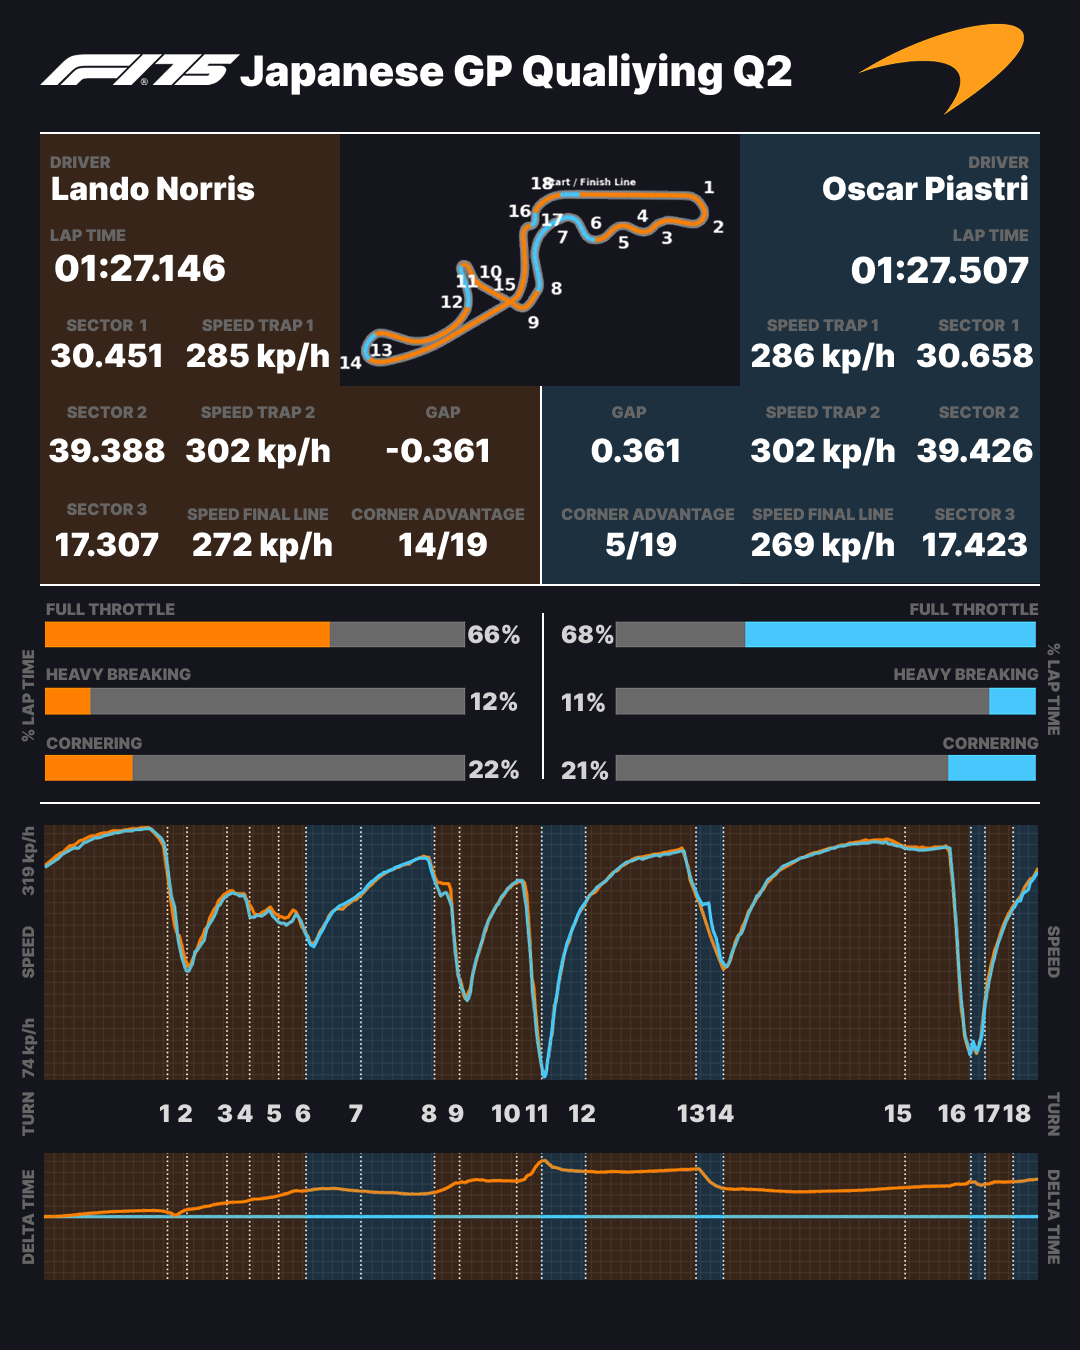 F1 75 Japanese GP Qualiying Q2
DRIVER
Lando Norris
LAP TIME
01:27.146
SECTOR 1 SPEED TRAP 1
30.451 285 kp/h
SECTOR 2 SPEED TRAP 2 GAP
39.388 302 kp/h -0.361
SECTOR 3 SPEED FINAL LINE CORNER ADVANTAGE
17.307 272 kp/h 14/19
18 Start / Finish Line 1
16 17 6 4 2
7 5 3
10
11 15 8
12
9
13
14
DRIVER
Oscar Piastri
LAP TIME
01:27.507
SPEED TRAP 1 SECTOR 1
286 kp/h 30.658
GAP SPEED TRAP 2 SECTOR 2
0.361 302 kp/h 39.426
CORNER ADVANTAGE SPEED FINAL LINE SECTOR 3
5/19 269 kp/h 17.423
% LAP TIME
FULL THROTTLE
66%
HEAVY BREAKING
12%
CORNERING
22%
FULL THROTTLE
68%
HEAVY BREAKING
11%
CORNERING
21%
% LAP TIME
319 kp/h
SPEED
74 kp/h
SPEED
TURN
1 2 3 4 5 6 7 8 9 10 11 12 13 14 15 16 17 18
TURN
DELTA TIME
DELTA TIME